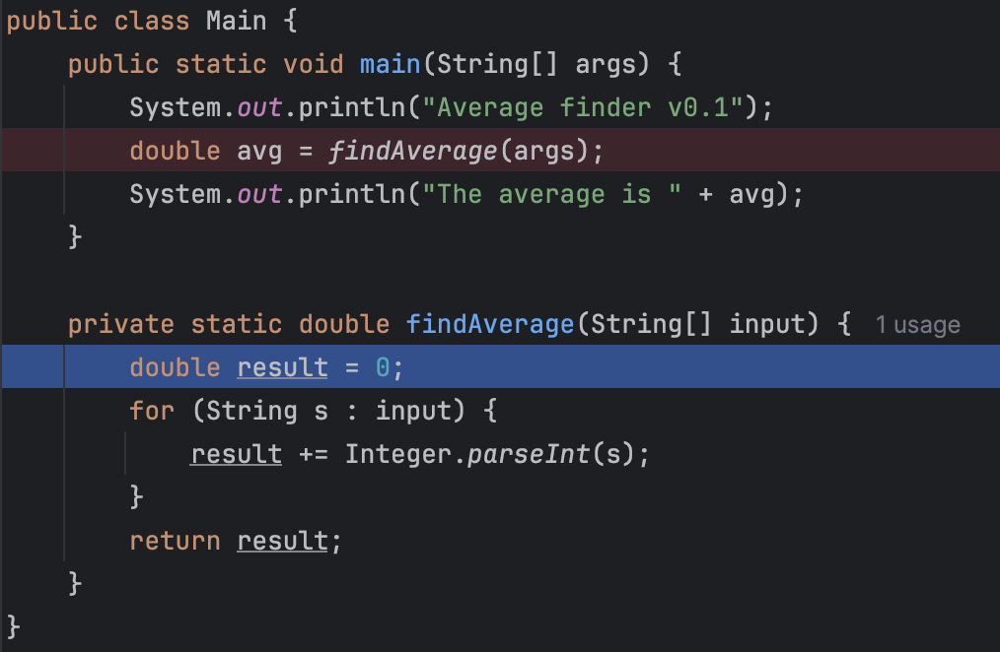 public class Main {
    public static void main(String[] args) {
        System.out.println("Average finder v0.1");
        double avg = findAverage(args);
        System.out.println("The average is " + avg);
    }

    private static double findAverage(String[] input) { 1 usage
        double result = 0;
        for (String s : input) {
            result += Integer.parseInt(s);
        }
        return result;
    }
}